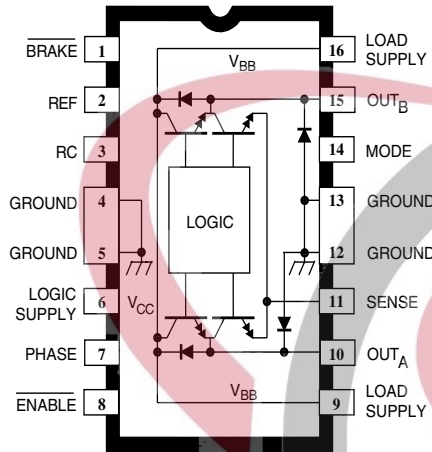 BRAKE 1
REF 2
RC 3
GROUND 4
GROUND 5
LOGIC
SUPPLY 6
PHASE 7
ENABLE 8
V_BB
LOGIC
V_CC
V_BB
16 LOAD
SUPPLY
15 OUT_B
14 MODE
13 GROUND
12 GROUND
11 SENSE
10 OUT_A
9 LOAD
SUPPLY